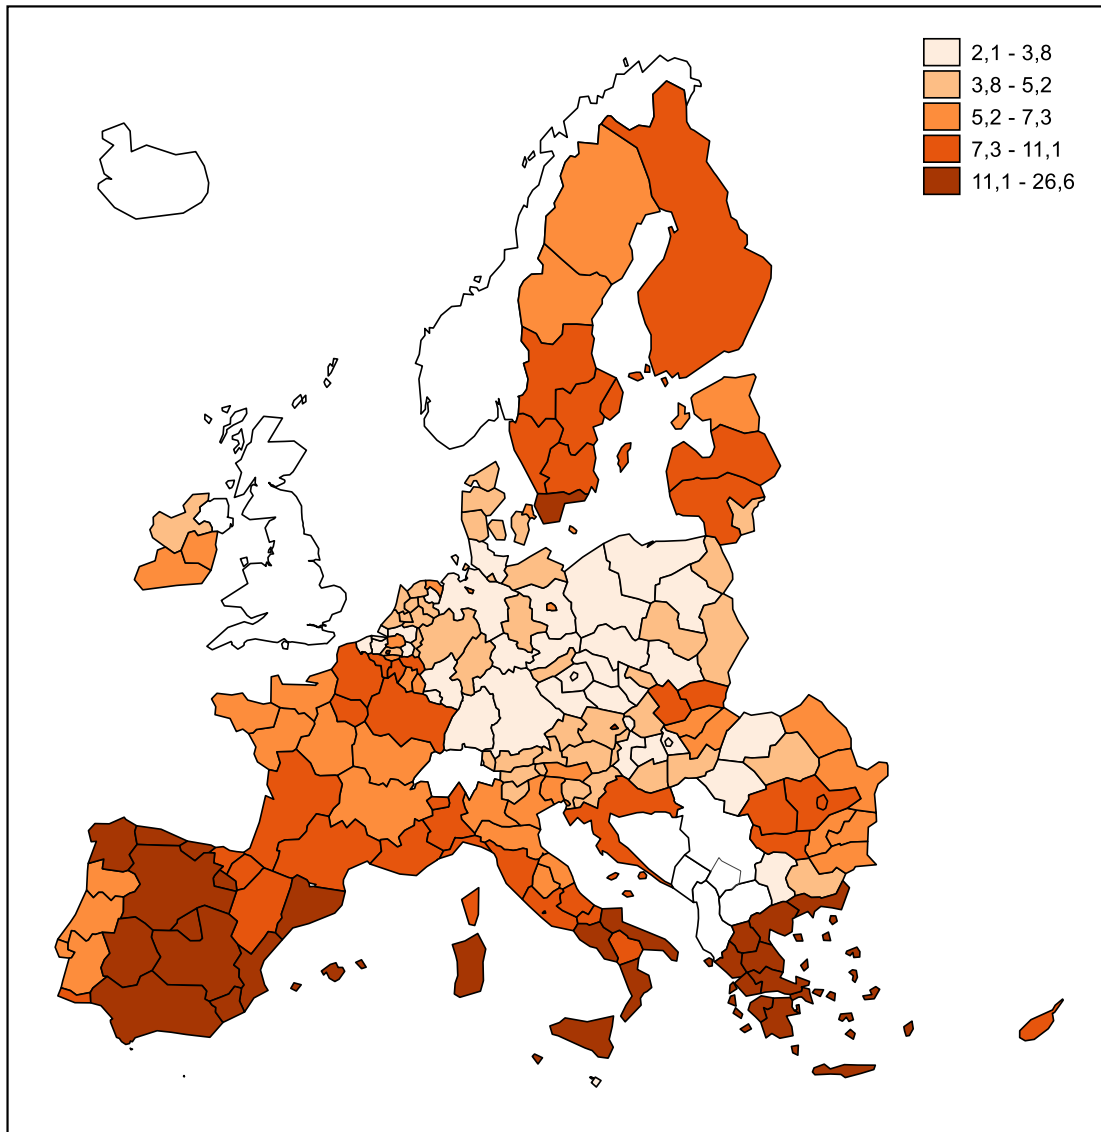 2,1 - 3,8
3,8 - 5,2
5,2 - 7,3
7,3 - 11,1
11,1 - 26,6